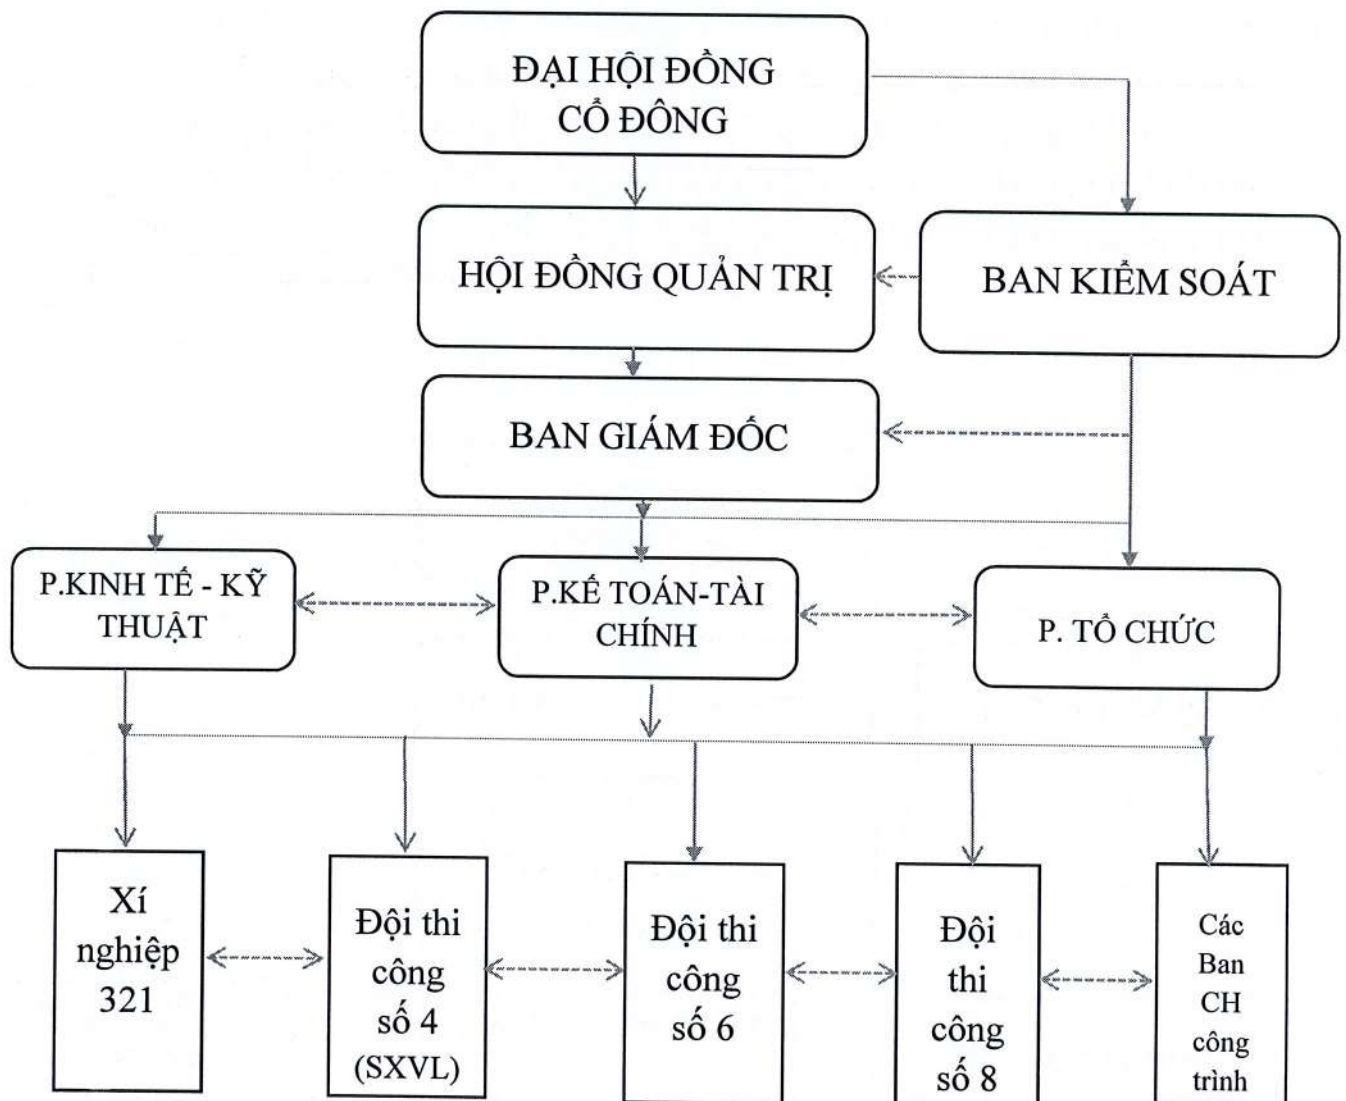 ĐẠI HỘI ĐỒNG
CỔ ĐÔNG
HỘI ĐỒNG QUẢN TRỊ
BAN KIỂM SOÁT
BAN GIÁM ĐỐC
P.KINH TẾ - KỸ
THUẬT
P.KẾ TOÁN-TÀI
CHÍNH
P. TỔ CHỨC
Xí
nghiệp
321
Đội thi
công
số 4
(SXVL)
Đội thi
công
số 6
Đội
thi
công
số 8
Các
Ban
CH
công
trình